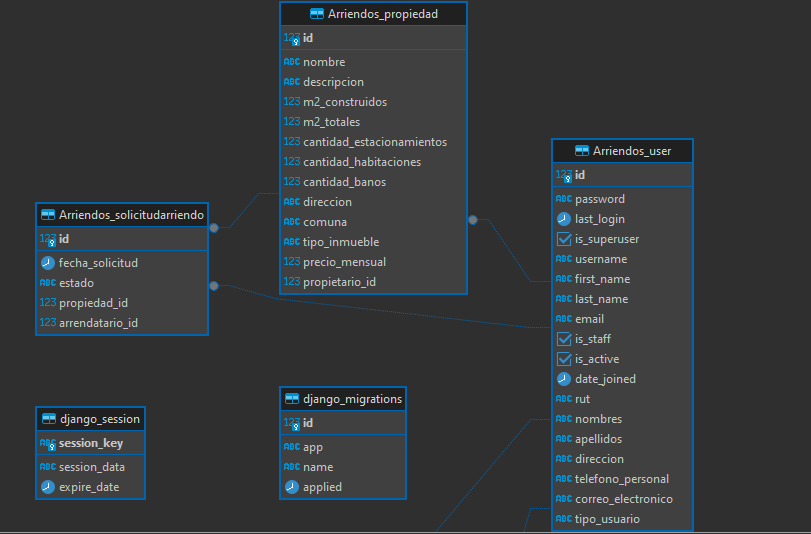 Arriendos_propiedad
123 id
ABC nombre
ABC descripcion
123 m2_construidos
123 m2_totales
123 cantidad_estacionamientos
123 cantidad_habitaciones
123 cantidad_banos
ABC direccion
ABC comuna
ABC tipo_inmueble
123 precio_mensual
123 propietario_id
Arriendos_user
123 id
ABC password
last_login
is_superuser
ABC username
ABC first_name
ABC last_name
ABC email
is_staff
is_active
date_joined
ABC rut
ABC nombres
ABC apellidos
ABC direccion
ABC telefono_personal
ABC correo_electronico
ABC tipo_usuario
Arriendos_solicitudarriendo
123 id
fecha_solicitud
ABC estado
123 propiedad_id
123 arrendatario_id
django_session
ABC session_key
ABC session_data
expire_date
django_migrations
123 id
ABC app
ABC name
applied